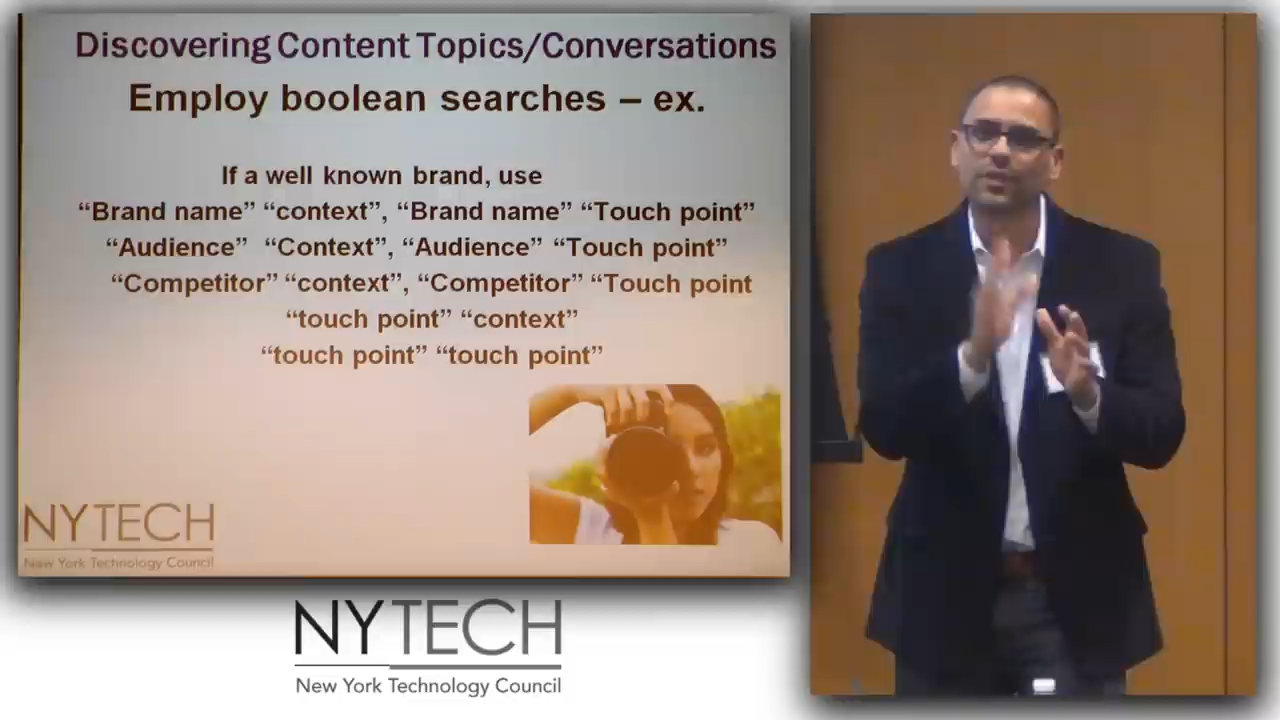 Discovering Content Topics/Conversations
Employ boolean searches – ex.
If a well known brand, use
“Brand name” “context”, “Brand name” “Touch point”
“Audience” “Context”, “Audience” “Touch point”
“Competitor” “context”, “Competitor” “Touch point
“touch point” “context”
“touch point” “touch point”
NYTECH
New York Technology Council
NYTECH
New York Technology Council